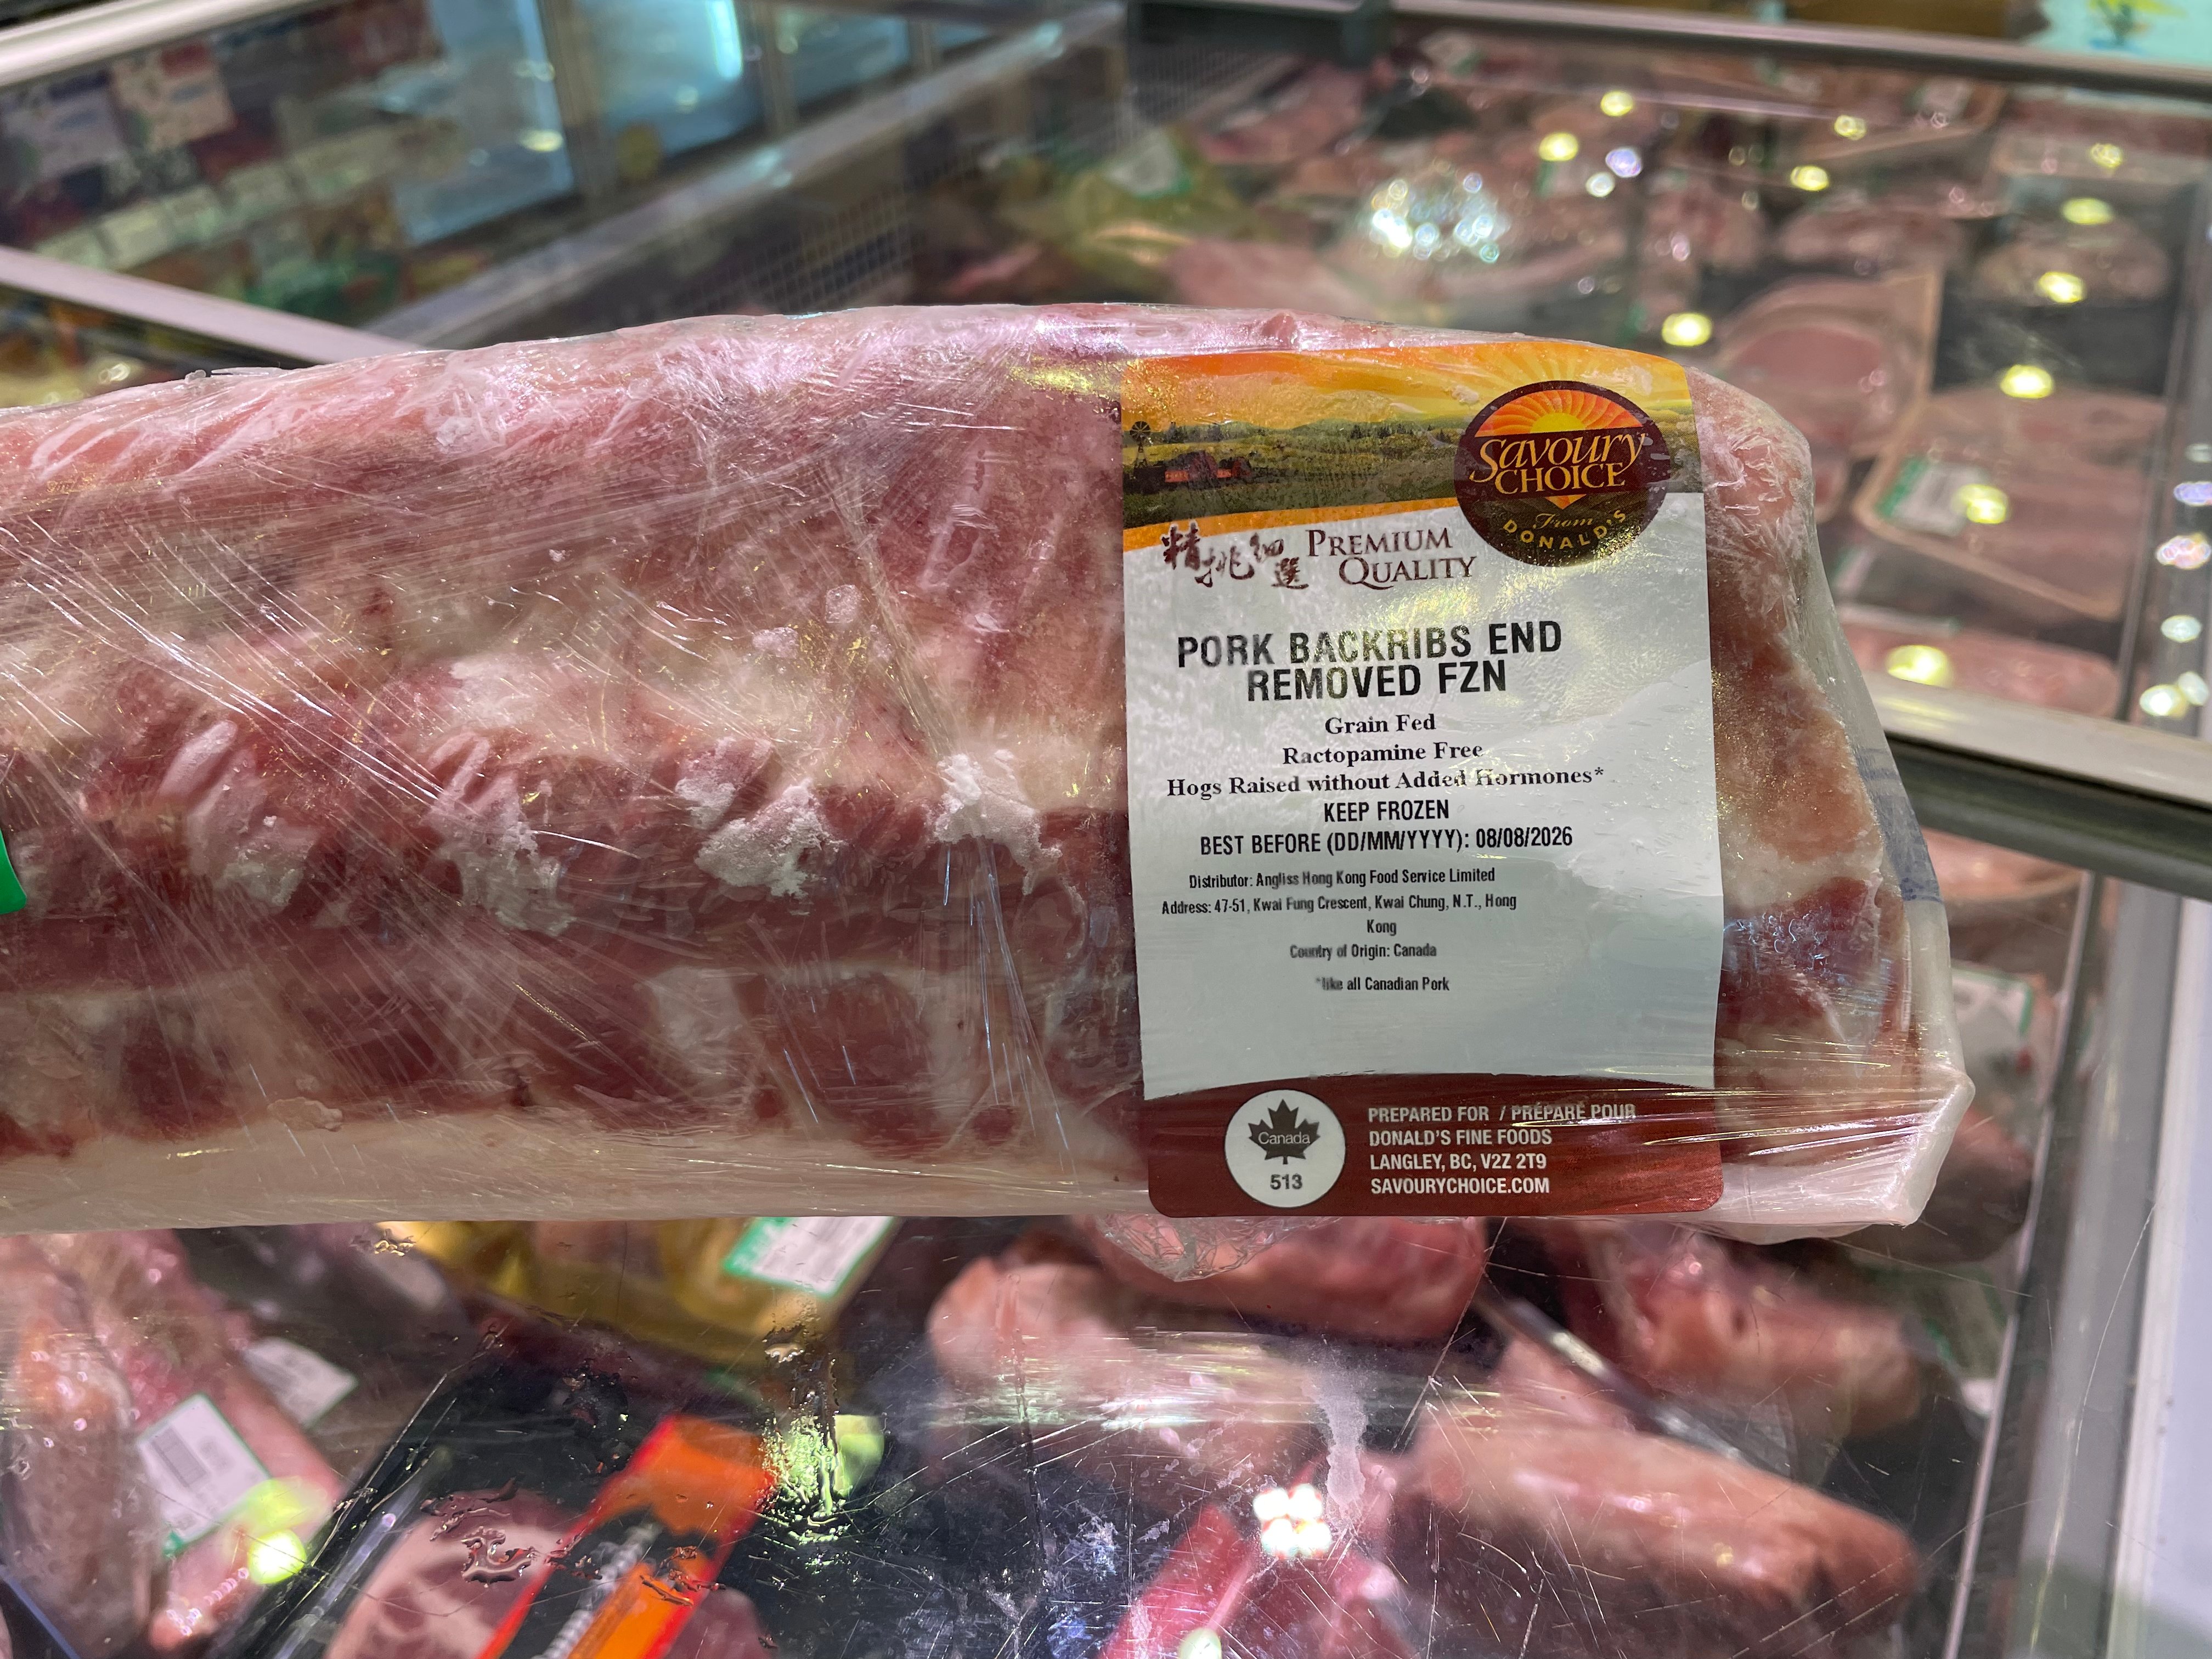 Savoury
CHOICE
From
DONALD'S
精挑細選 PREMIUM
QUALITY
PORK BACKRIBS END
REMOVED FZN
Grain Fed
Ractopamine Free
Hogs Raised without Added Hormones*
KEEP FROZEN
BEST BEFORE (DD/MM/YYYY): 08/08/2026
Distributor: Angliss Hong Kong Food Service Limited
Address: 47-51, Kwai Fung Crescent, Kwai Chung, N.T., Hong
Kong
Country of Origin: Canada
*like all Canadian Pork
Canada
513
PREPARED FOR / PRÉPARÉ POUR
DONALD'S FINE FOODS
LANGLEY, BC, V2Z 2T9
SAVOURYCHOICE.COM